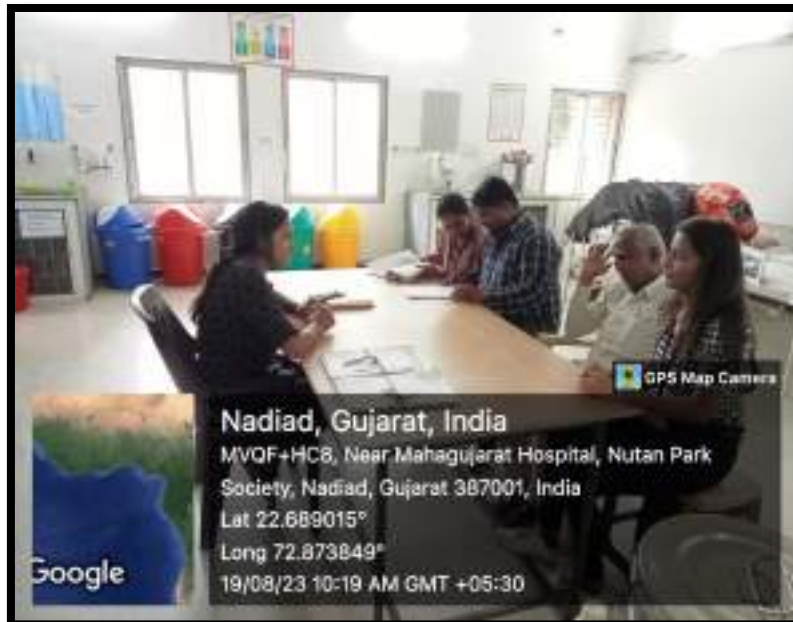 GPS Map Camera
Nadiad, Gujarat, India
MVQF+HC8, Near Mahagujarat Hospital, Nutan Park
Society, Nadiad, Gujarat 387001, India
Lat 22.689015°
Long 72.873849°
19/08/23 10:19 AM GMT +05:30
Google